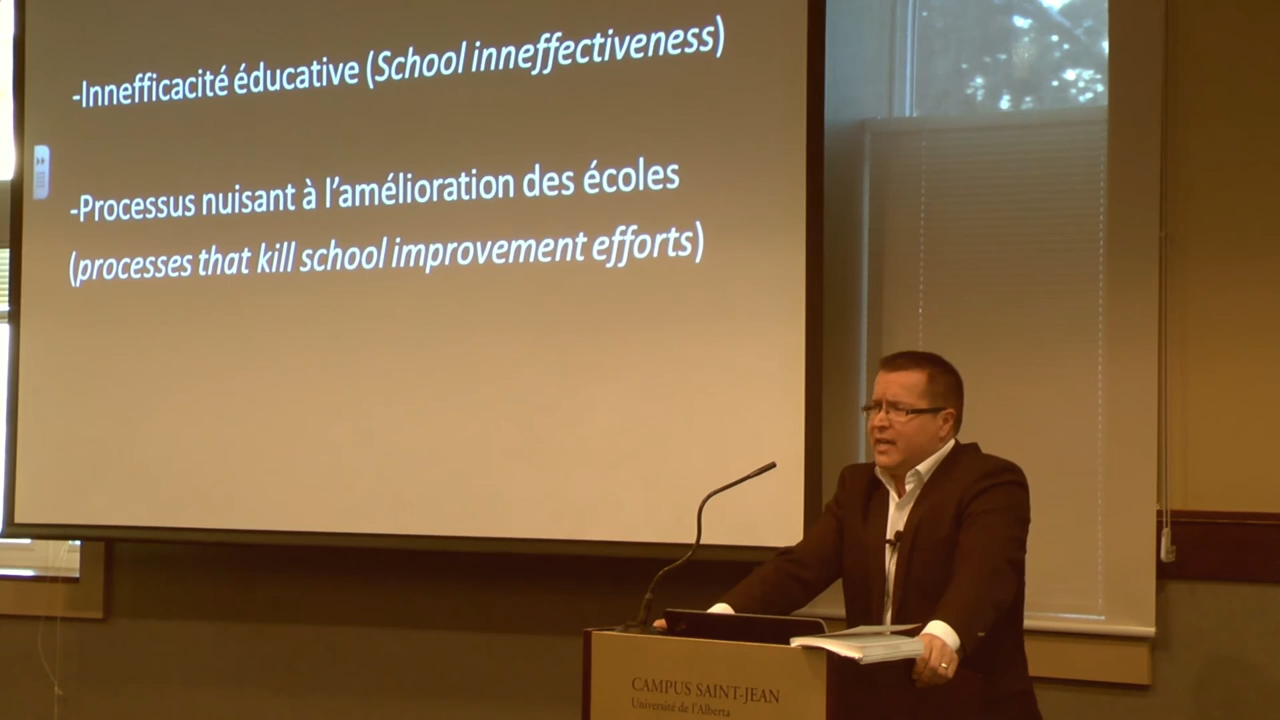 -Innefficacité éducative (School inneffectiveness)
-Processus nuisant à l'amélioration des écoles
(processes that kill school improvement efforts)
CAMPUS SAINT-JEAN
Université de l'Alberta